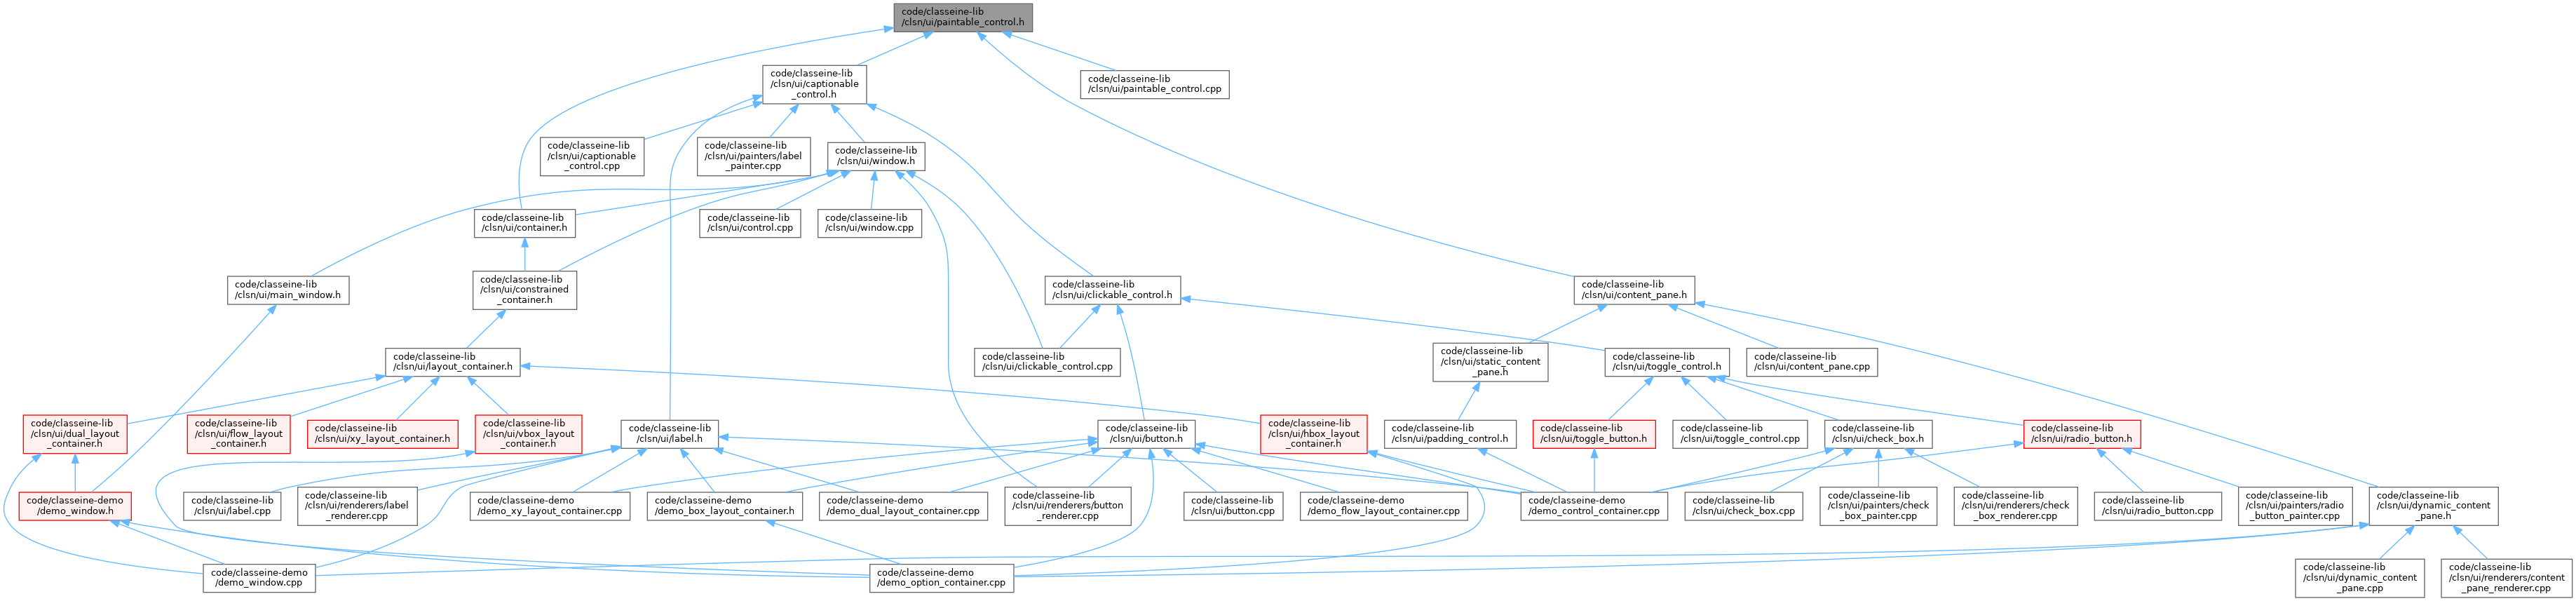 code/classeine-lib
/clsn/ui/paintable_control.h
code/classeine-lib
/clsn/ui/captionable
_control.h
code/classeine-lib
/clsn/ui/paintable_control.cpp
code/classeine-lib
/clsn/ui/captionable
_control.cpp
code/classeine-lib
/clsn/ui/painters/label
_painter.cpp
code/classeine-lib
/clsn/ui/window.h
code/classeine-lib
/clsn/ui/container.h
code/classeine-lib
/clsn/ui/control.cpp
code/classeine-lib
/clsn/ui/window.cpp
code/classeine-lib
/clsn/ui/main_window.h
code/classeine-lib
/clsn/ui/constrained
_container.h
code/classeine-lib
/clsn/ui/clickable_control.h
code/classeine-lib
/clsn/ui/content_pane.h
code/classeine-lib
/clsn/ui/layout_container.h
code/classeine-lib
/clsn/ui/clickable_control.cpp
code/classeine-lib
/clsn/ui/static_content
_pane.h
code/classeine-lib
/clsn/ui/toggle_control.h
code/classeine-lib
/clsn/ui/content_pane.cpp
code/classeine-lib
/clsn/ui/dual_layout
_container.h
code/classeine-lib
/clsn/ui/flow_layout
_container.h
code/classeine-lib
/clsn/ui/xy_layout_container.h
code/classeine-lib
/clsn/ui/vbox_layout
_container.h
code/classeine-lib
/clsn/ui/label.h
code/classeine-lib
/clsn/ui/button.h
code/classeine-lib
/clsn/ui/hbox_layout
_container.h
code/classeine-lib
/clsn/ui/padding_control.h
code/classeine-lib
/clsn/ui/toggle_button.h
code/classeine-lib
/clsn/ui/toggle_control.cpp
code/classeine-lib
/clsn/ui/check_box.h
code/classeine-lib
/clsn/ui/radio_button.h
code/classeine-demo
/demo_window.h
code/classeine-lib
/clsn/ui/label.cpp
code/classeine-lib
/clsn/ui/renderers/label
_renderer.cpp
code/classeine-demo
/demo_xy_layout_container.cpp
code/classeine-demo
/demo_box_layout_container.h
code/classeine-demo
/demo_dual_layout_container.cpp
code/classeine-lib
/clsn/ui/renderers/button
_renderer.cpp
code/classeine-lib
/clsn/ui/button.cpp
code/classeine-demo
/demo_flow_layout_container.cpp
code/classeine-demo
/demo_control_container.cpp
code/classeine-lib
/clsn/ui/check_box.cpp
code/classeine-lib
/clsn/ui/painters/check
_box_painter.cpp
code/classeine-lib
/clsn/ui/renderers/check
_box_renderer.cpp
code/classeine-lib
/clsn/ui/radio_button.cpp
code/classeine-lib
/clsn/ui/painters/radio
_button_painter.cpp
code/classeine-lib
/clsn/ui/dynamic_content
_pane.h
code/classeine-demo
/demo_window.cpp
code/classeine-demo
/demo_option_container.cpp
code/classeine-lib
/clsn/ui/dynamic_content
_pane.cpp
code/classeine-lib
/clsn/ui/renderers/content
_pane_renderer.cpp